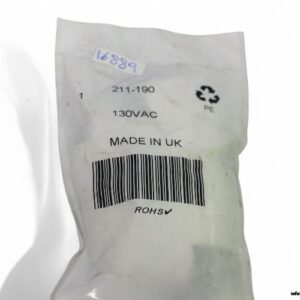 16889
1 211-190
PE
130VAC
MADE IN UK
ROHS✓